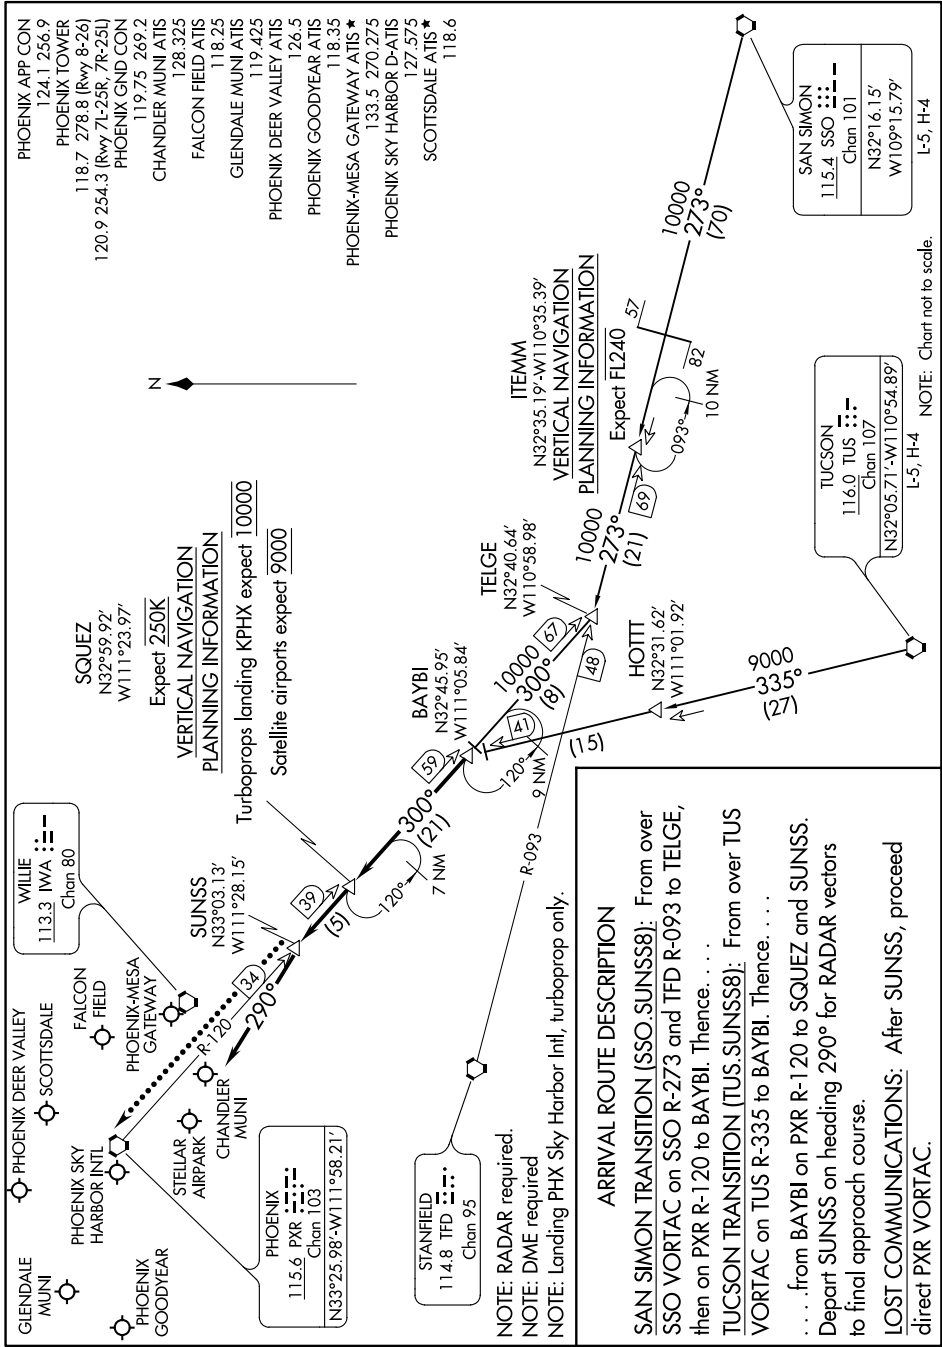 PHOENIX APP CON
124.1 256.9
PHOENIX TOWER
118.7 278.8 (Rwy 8-26)
120.9 254.3 (Rwy 7L-25R, 7R-25L)
PHOENIX GND CON
119.75 269.2
CHANDLER MUNI ATIS
128.325
FALCON FIELD ATIS
118.25
GLENDALE MUNI ATIS
119.425
PHOENIX DEER VALLEY ATIS
126.5
PHOENIX GOODYEAR ATIS
118.35
PHOENIX-MESA GATEWAY ATIS★
133.5 270.275
PHOENIX SKY HARBOR D-ATIS
127.575
SCOTTSDALE ATIS★
118.6
N
GLENDALE
MUNI
PHOENIX DEER VALLEY
SCOTTSDALE
PHOENIX
GOODYEAR
PHOENIX SKY
HARBOR INTL
FALCON
FIELD
PHOENIX-MESA
GATEWAY
STELLAR
AIRPARK
CHANDLER
MUNI
WILLIE
113.3 IWA
Chan 80
PHOENIX
115.6 PXR
Chan 103
N33°25.98'-W111°58.21'
R-120
34
290°
SUNSS
N33°03.13'
W111°28.15'
39
(5)
SQUEZ
N32°59.92'
W111°23.97'
Expect 250K
VERTICAL NAVIGATION
PLANNING INFORMATION
Turboprops landing KPHX expect 10000
Satellite airports expect 9000
120°
7 NM
300°
(21)
59
BAYBI
N32°45.95'
W111°05.84'
120°
9 NM
41
10000
300°
(8)
67
TELGE
N32°40.64'
W110°58.98'
48
R-093
STANFIELD
114.8 TFD
Chan 95
10000
273°
(21)
69
ITEMM
N32°35.19'-W110°35.39'
VERTICAL NAVIGATION
PLANNING INFORMATION
Expect FL240
093°
10 NM
57
82
10000
273°
(70)
SAN SIMON
115.4 SSO
Chan 101
N32°16.15'
W109°15.79'
L-5, H-4
(15)
HOTTT
N32°31.62'
W111°01.92'
9000
335°
(27)
TUCSON
116.0 TUS
Chan 107
N32°05.71'-W110°54.89'
L-5, H-4
NOTE: Chart not to scale.
NOTE: RADAR required.
NOTE: DME required
NOTE: Landing PHX Sky Harbor Intl, turboprop only.
ARRIVAL ROUTE DESCRIPTION
SAN SIMON TRANSITION (SSO.SUNSS8): From over
SSO VORTAC on SSO R-273 and TFD R-093 to TELGE,
then on PXR R-120 to BAYBI. Thence. . . .
TUCSON TRANSITION (TUS.SUNSS8): From over TUS
VORTAC on TUS R-335 to BAYBI. Thence. . . .
. . . .from BAYBI on PXR R-120 to SQUEZ and SUNSS.
Depart SUNSS on heading 290° for RADAR vectors
to final approach course.
LOST COMMUNICATIONS: After SUNSS, proceed
direct PXR VORTAC.